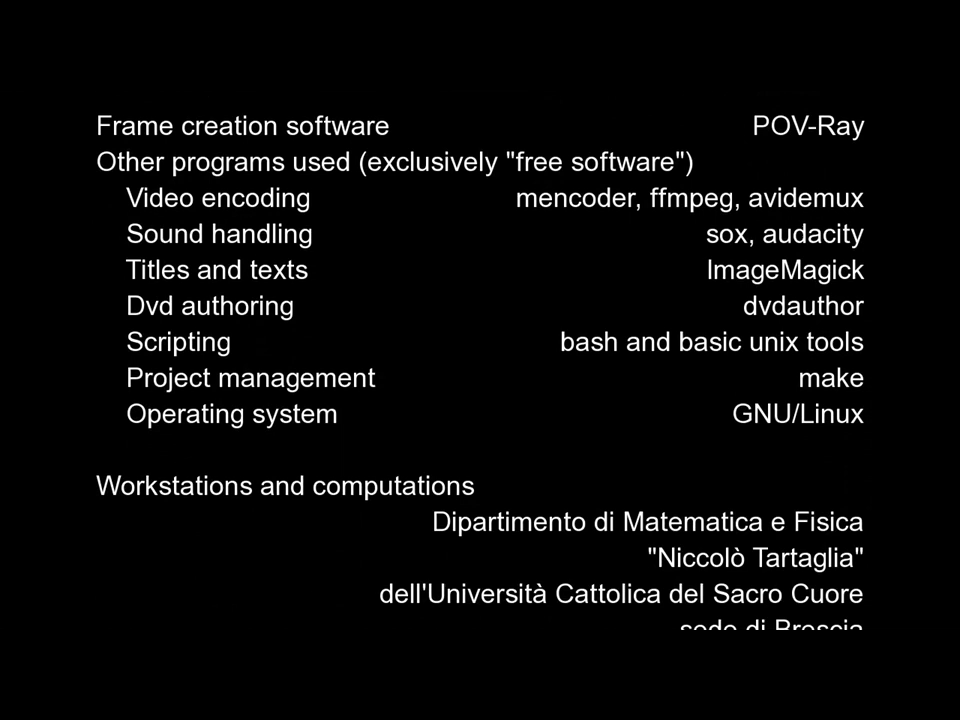 Frame creation software POV-Ray
Other programs used (exclusively "free software")
Video encoding mencoder, ffmpeg, avidemux
Sound handling sox, audacity
Titles and texts ImageMagick
Dvd authoring dvdauthor
Scripting bash and basic unix tools
Project management make
Operating system GNU/Linux
Workstations and computations
Dipartimento di Matematica e Fisica
"Niccolò Tartaglia"
dell'Università Cattolica del Sacro Cuore
sede di Brescia